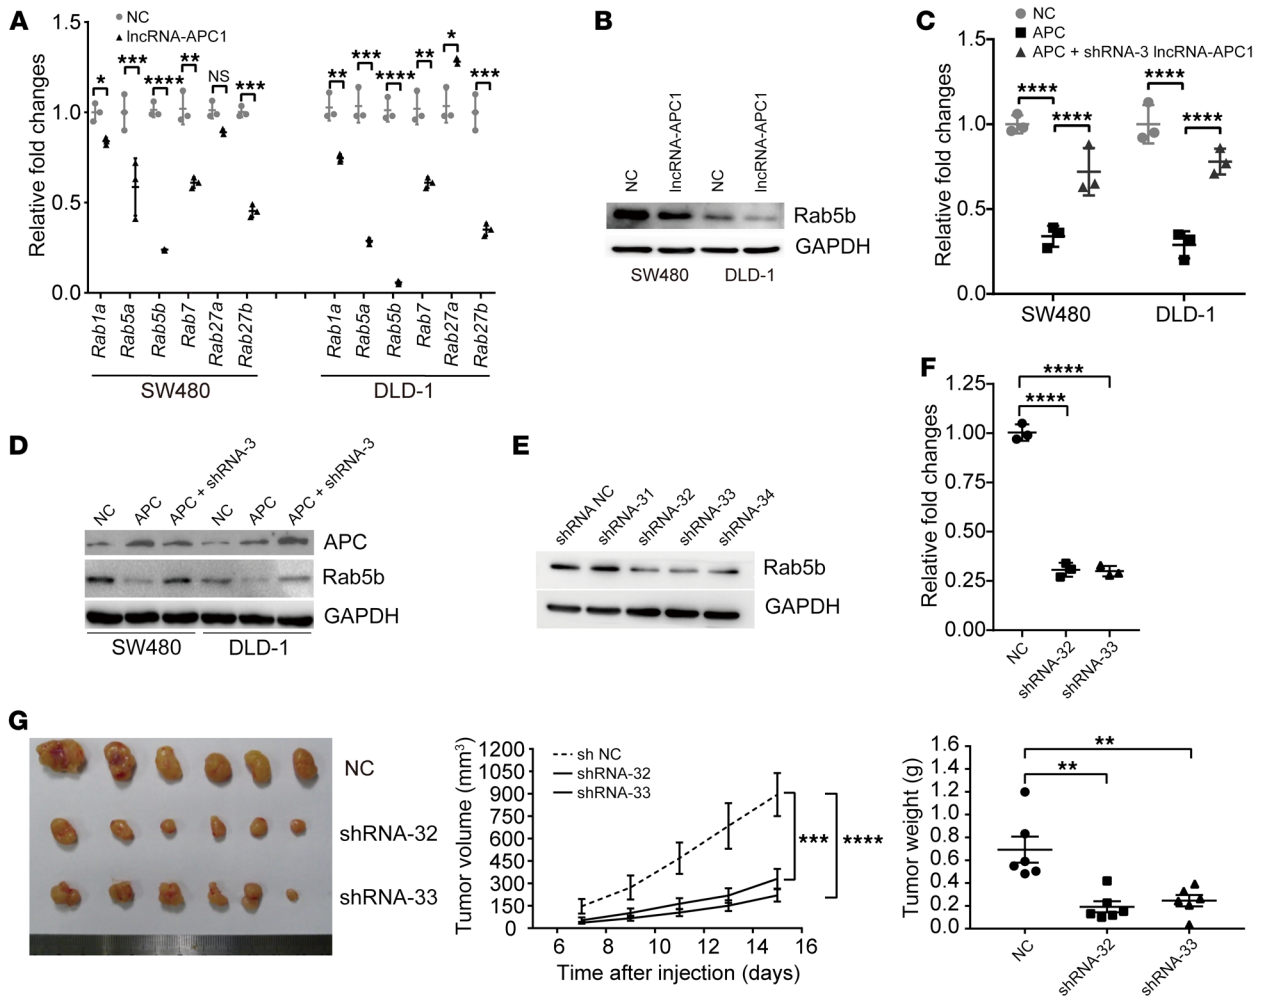 A
NC
lncRNA-APC1
Relative fold changes
1.5
1.0
0.5
0.0
* *** **** ** NS *** ** *** **** ** * ***
Rab1a Rab5a Rab5b Rab7 Rab27a Rab27b Rab1a Rab5a Rab5b Rab7 Rab27a Rab27b
SW480 DLD-1
B
NC lncRNA-APC1 NC lncRNA-APC1
Rab5b
GAPDH
SW480 DLD-1
C
NC
APC
APC + shRNA-3 lncRNA-APC1
Relative fold changes
1.5
1.0
0.5
0.0
**** **** **** ****
SW480 DLD-1
D
NC APC APC + shRNA-3 NC APC APC + shRNA-3
APC
Rab5b
GAPDH
SW480 DLD-1
E
shRNA NC shRNA-31 shRNA-32 shRNA-33 shRNA-34
Rab5b
GAPDH
F
Relative fold changes
1.25
1.00
0.75
0.50
0.25
0.00
****
****
NC shRNA-32 shRNA-33
G
NC
shRNA-32
shRNA-33
Tumor volume (mm³)
1200
1050
900
750
600
450
300
150
0
sh NC
shRNA-32
shRNA-33
*** ****
6 8 10 12 14 15 16
Time after injection (days)
Tumor weight (g)
1.6
1.4
1.2
1.0
0.8
0.6
0.4
0.2
0.0
**
**
NC shRNA-32 shRNA-33